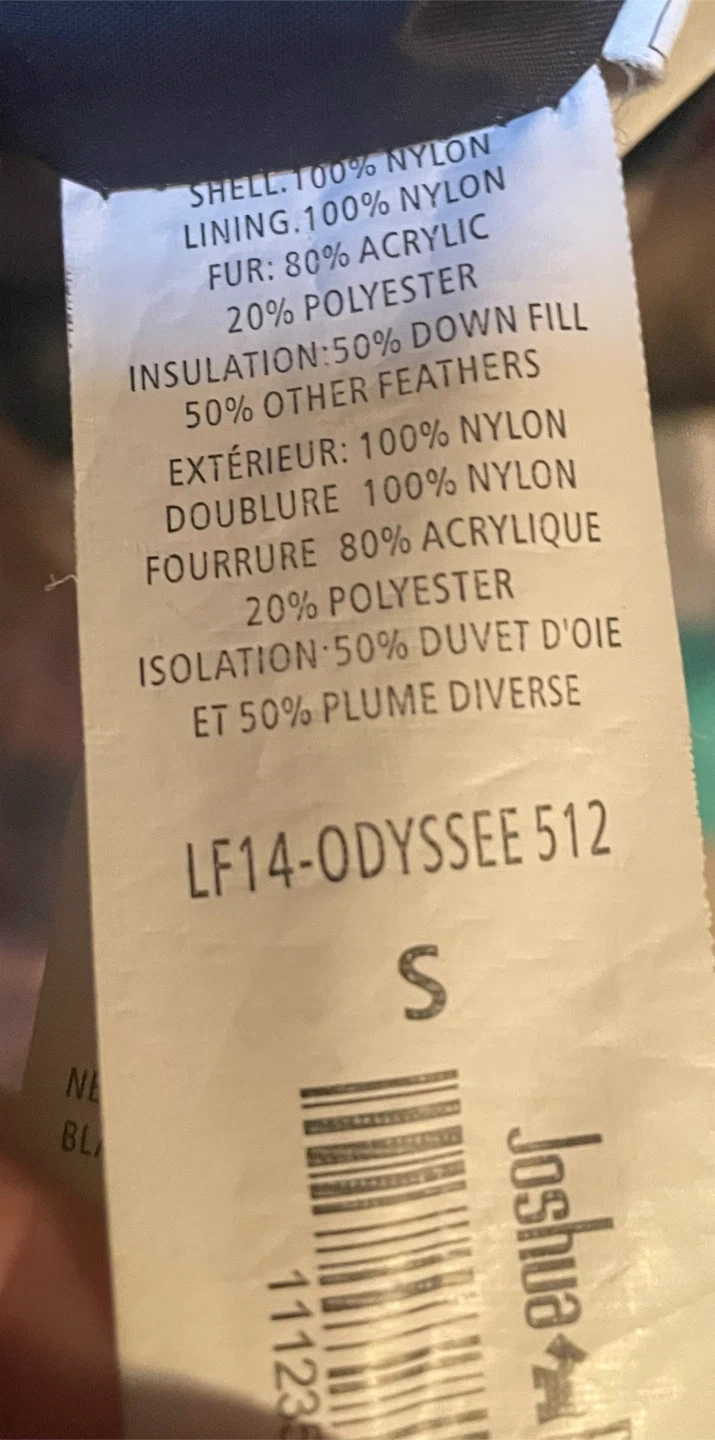 SHELL.100% NYLON
LINING.100% NYLON
FUR: 80% ACRYLIC
20% POLYESTER
INSULATION:50% DOWN FILL
50% OTHER FEATHERS
EXTÉRIEUR: 100% NYLON
DOUBLURE 100% NYLON
FOURRURE 80% ACRYLIQUE
20% POLYESTER
ISOLATION·50% DUVET D'OIE
ET 50% PLUME DIVERSE
LF14-ODYSSEE 512
S
Joshua